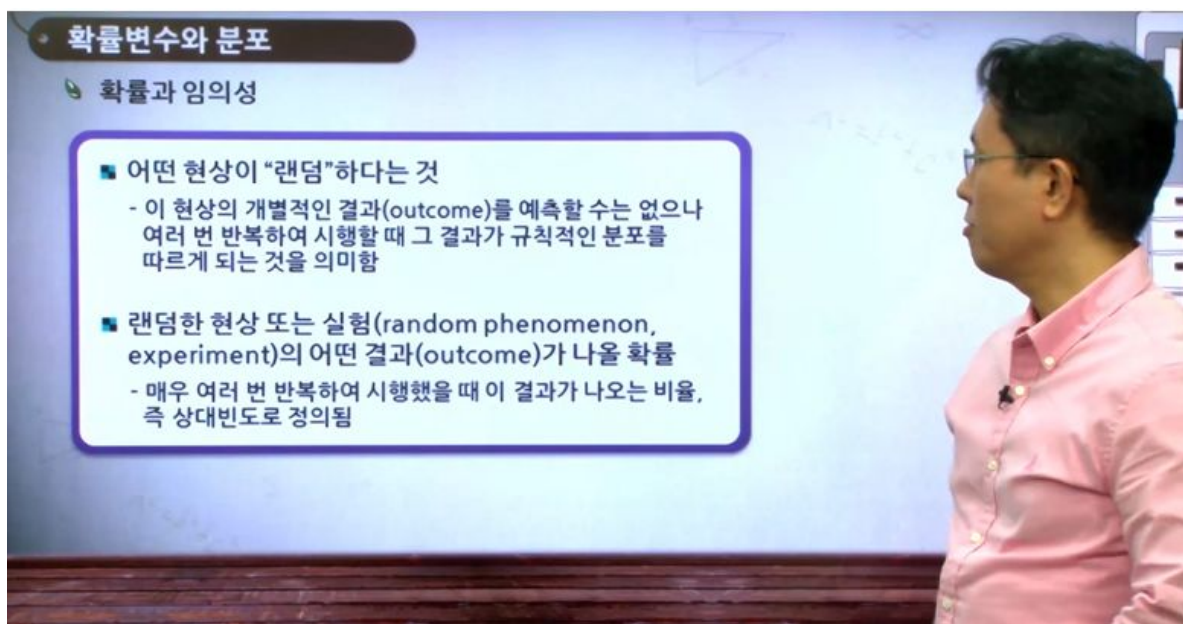 확률변수와 분포
확률과 임의성
어떤 현상이 “랜덤”하다는 것
- 이 현상의 개별적인 결과(outcome)를 예측할 수는 없으나
여러 번 반복하여 시행할 때 그 결과가 규칙적인 분포를
따르게 되는 것을 의미함
랜덤한 현상 또는 실험(random phenomenon,
experiment)의 어떤 결과(outcome)가 나올 확률
- 매우 여러 번 반복하여 시행했을 때 이 결과가 나오는 비율,
즉 상대빈도로 정의됨